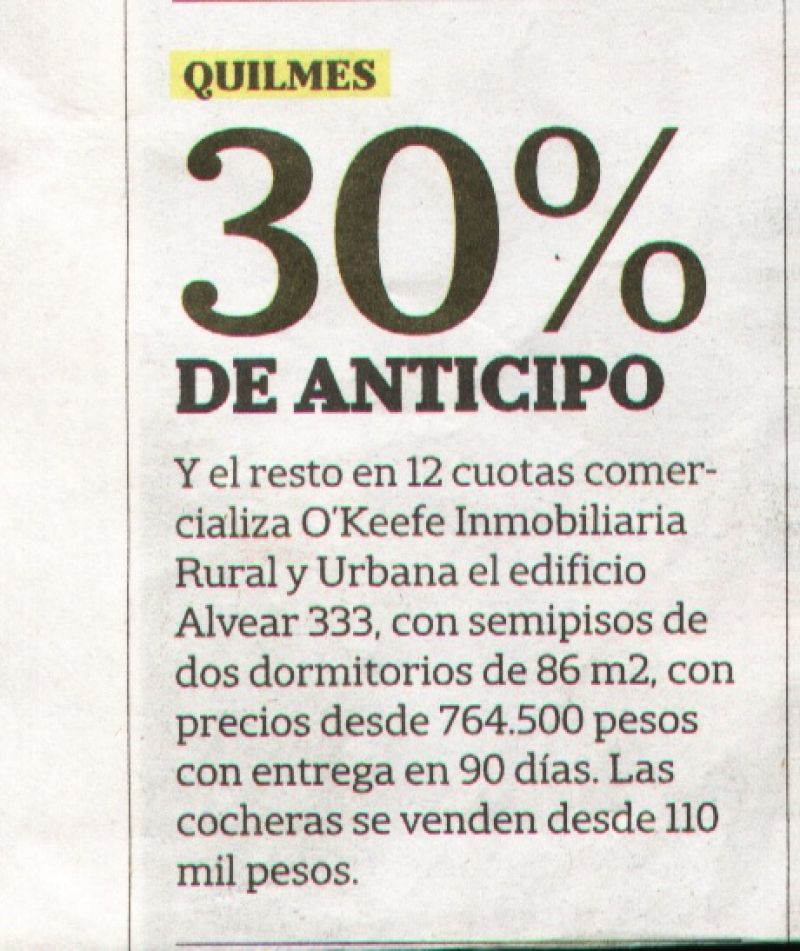 QUILMES
30%
DE ANTICIPO
Y el resto en 12 cuotas comer-
cializa O'Keefe Inmobiliaria
Rural y Urbana el edificio
Alvear 333, con semipisos de
dos dormitorios de 86 m2, con
precios desde 764.500 pesos
con entrega en 90 días. Las
cocheras se venden desde 110
mil pesos.